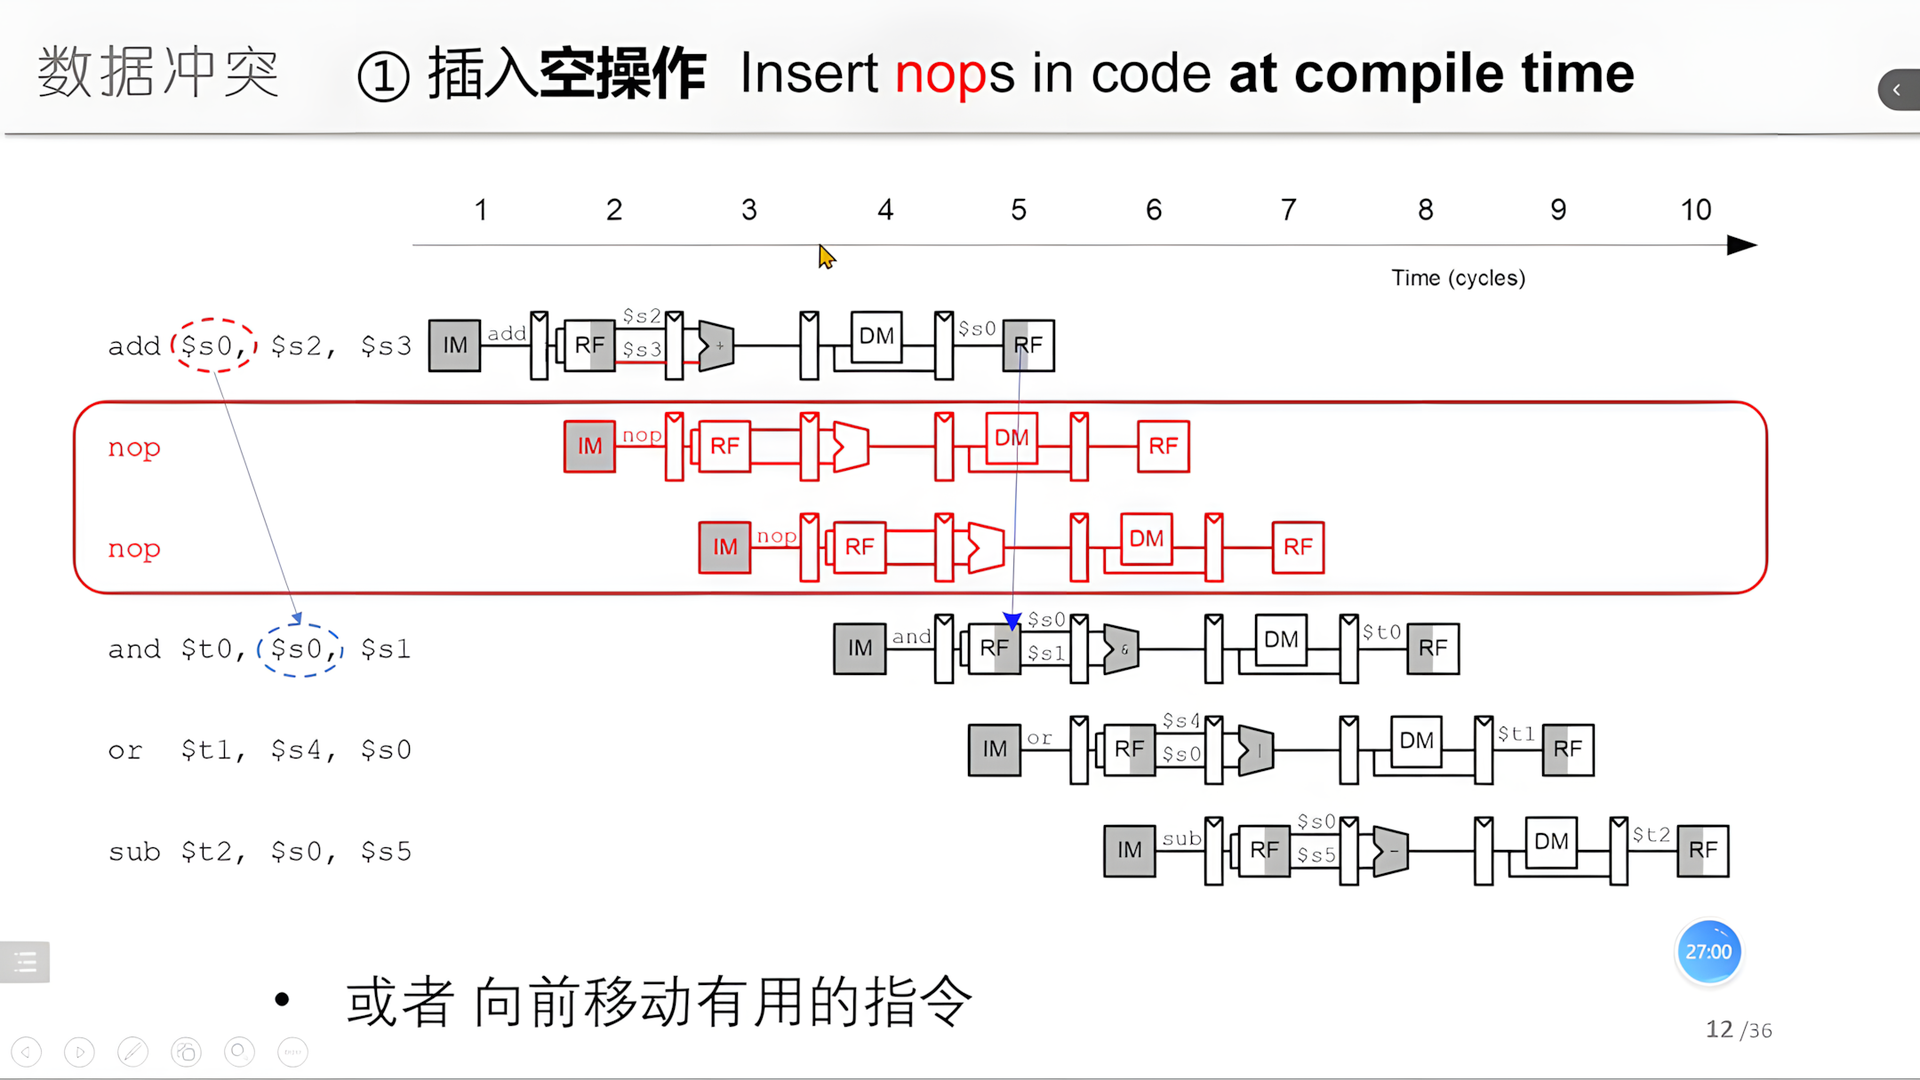 数据冲突 ① 插入空操作 Insert nops in code at compile time
1 2 3 4 5 6 7 8 9 10
Time (cycles)
add $s0, $s2, $s3 IM add RF $s2 $s3 + DM $s0 RF
nop IM nop RF DM RF
nop IM nop RF DM RF
and $t0, $s0, $s1 IM and RF $s0 $s1 & DM $t0 RF
or $t1, $s4, $s0 IM or RF $s4 $s0 | DM $t1 RF
sub $t2, $s0, $s5 IM sub RF $s0 $s5 - DM $t2 RF
27:00
• 或者 向前移动有用的指令
12 /36